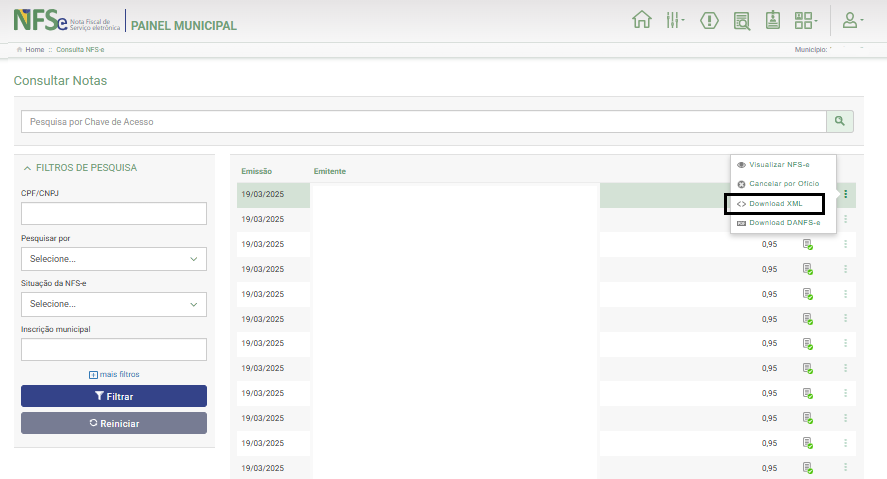 NFSe Nota Fiscal de
Serviço eletrônica
PAINEL MUNICIPAL
Home :: Consulta NFS-e
Município:
Consultar Notas
Pesquisa por Chave de Acesso
FILTROS DE PESQUISA
CPF/CNPJ
Pesquisar por
Selecione...
Situação da NFS-e
Selecione...
Inscrição municipal
mais filtros
Filtrar
Reiniciar
Emissão Emitente
Visualizar NFS-e
Cancelar por Ofício
Download XML
Download DANFS-e
19/03/2025
19/03/2025
19/03/2025 0,95
19/03/2025 0,95
19/03/2025 0,95
19/03/2025 0,95
19/03/2025 0,95
19/03/2025 0,95
19/03/2025 0,95
19/03/2025 0,95
19/03/2025 0,95
19/03/2025 0,95